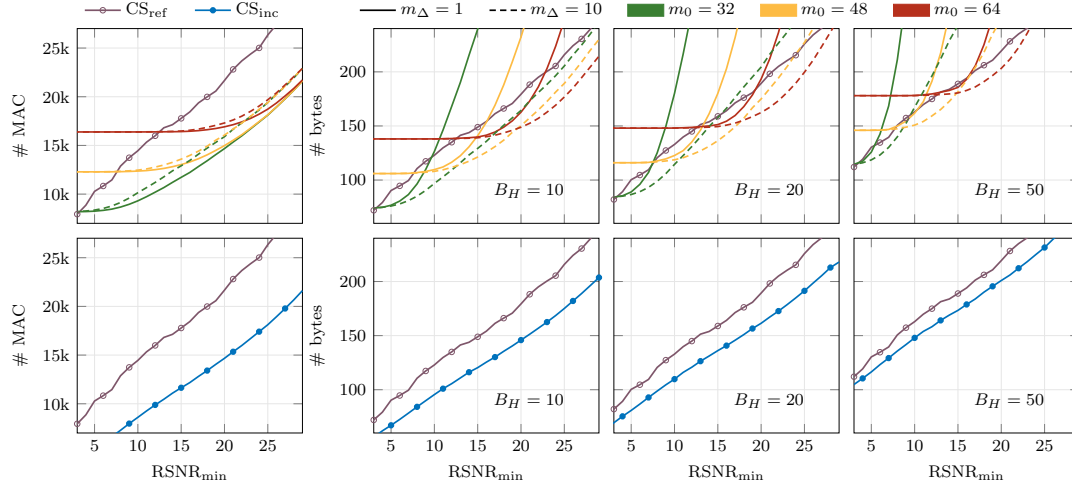 CS_ref CS_inc m_Δ = 1 m_Δ = 10 m_0 = 32 m_0 = 48 m_0 = 64
# MAC
25k
20k
15k
10k
# bytes
200
150
100
B_H = 10
B_H = 20
B_H = 50
# MAC
25k
20k
15k
10k
5 10 15 20 25
RSNR_min
# bytes
200
150
100
B_H = 10
5 10 15 20 25
RSNR_min
B_H = 20
5 10 15 20 25
RSNR_min
B_H = 50
5 10 15 20 25
RSNR_min